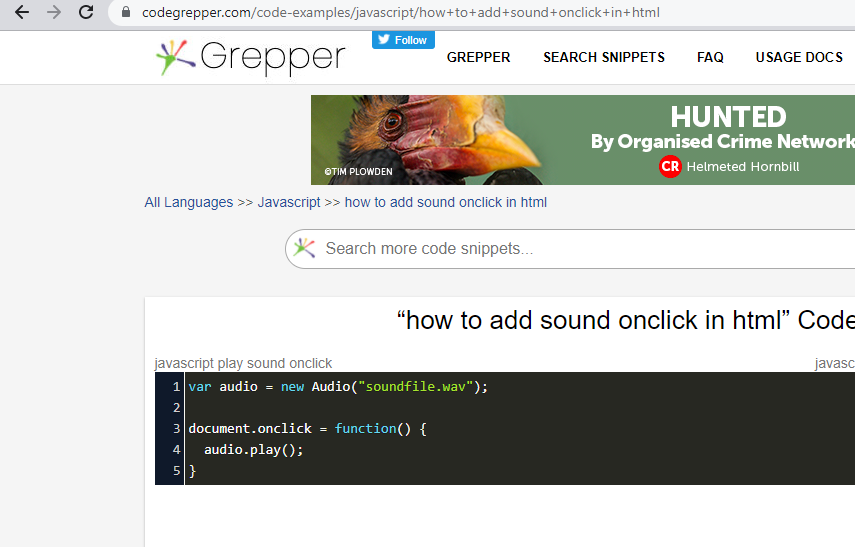 codegrepper.com/code-examples/javascript/how+to+add+sound+onclick+in+html
Grepper
Follow
GREPPER SEARCH SNIPPETS FAQ USAGE DOCS
HUNTED
By Organised Crime Network
CR Helmeted Hornbill
©TIM PLOWDEN
All Languages >> Javascript >> how to add sound onclick in html
Search more code snippets...
“how to add sound onclick in html” Code
javascript play sound onclick javasc
1 var audio = new Audio("soundfile.wav");
2
3 document.onclick = function() {
4 audio.play();
5 }